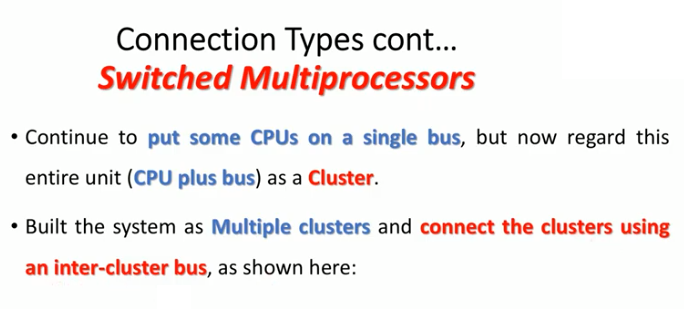 Connection Types cont…
Switched Multiprocessors
• Continue to put some CPUs on a single bus, but now regard this
entire unit (CPU plus bus) as a Cluster.
• Built the system as Multiple clusters and connect the clusters using
an inter-cluster bus, as shown here: